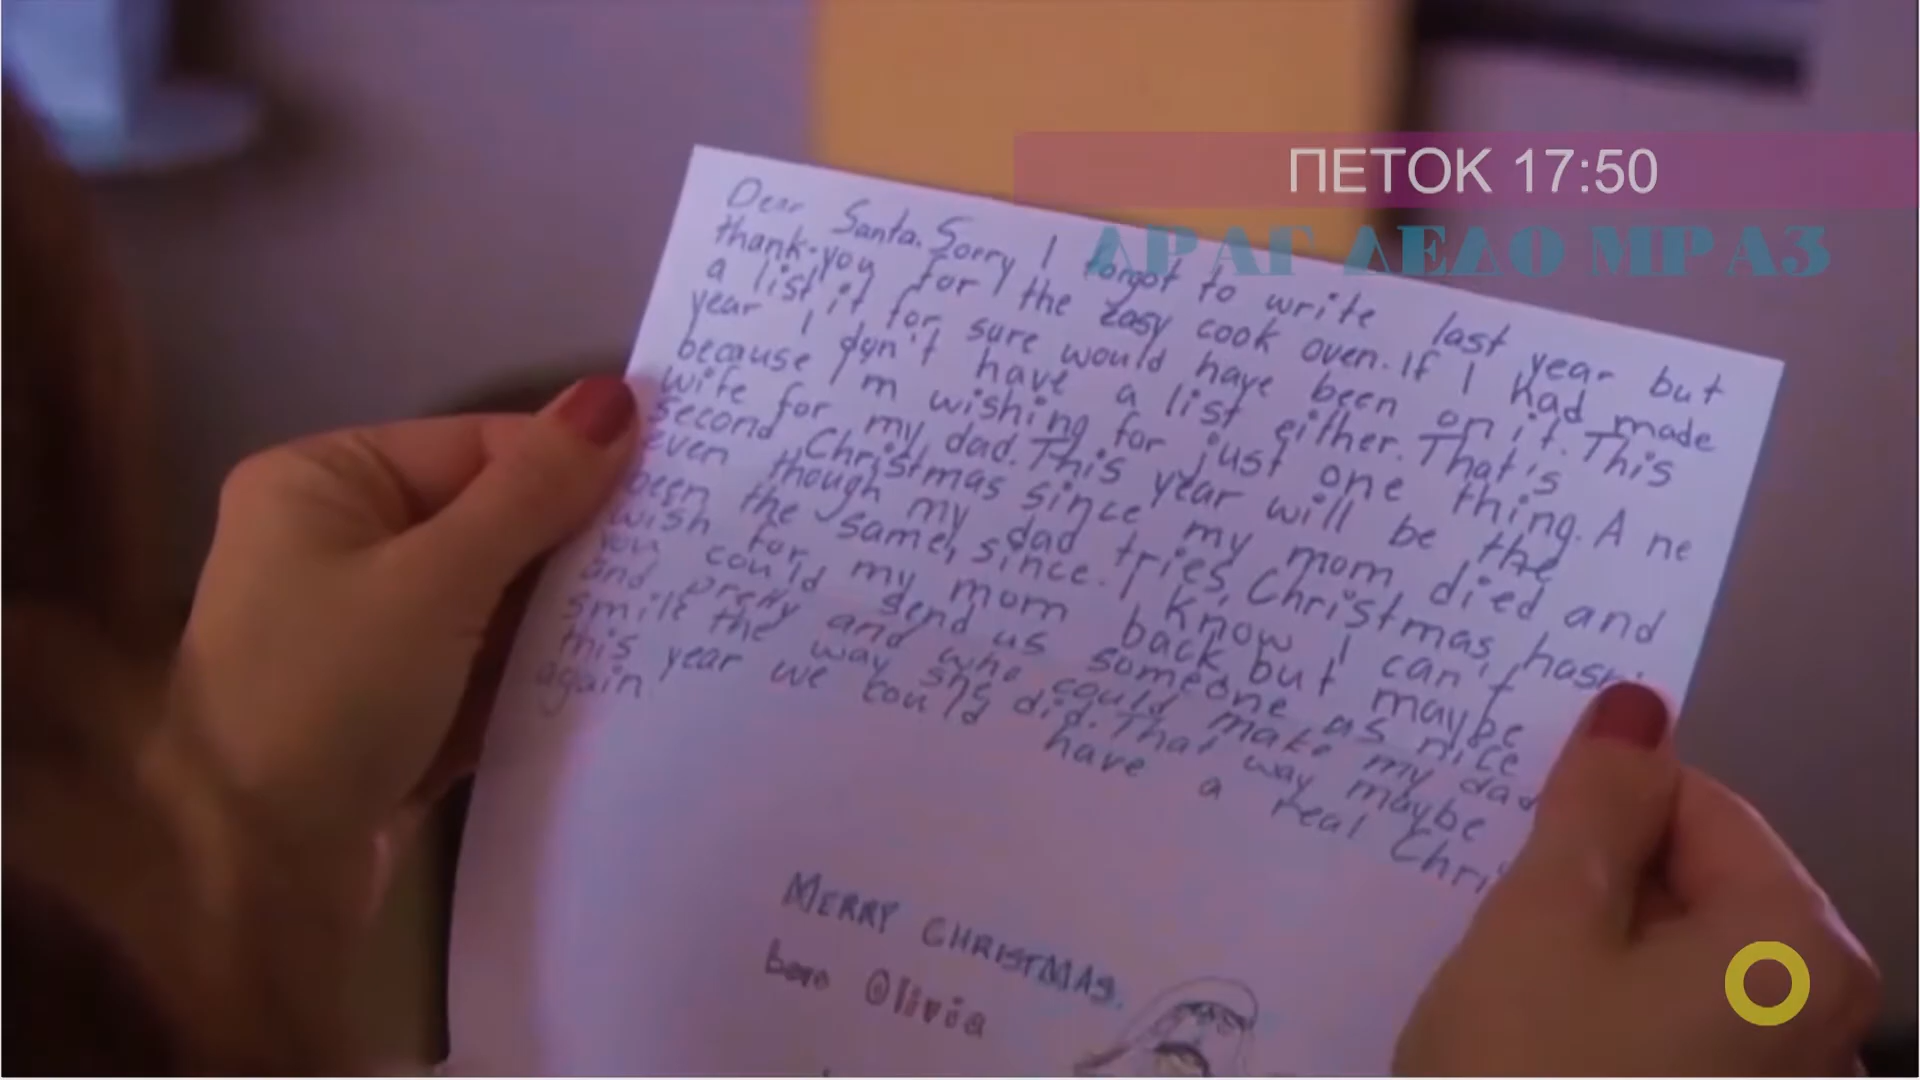 ПЕТОК 17:50
ДРАГ ДЕДО МРАЗ
Dear Santa. Sorry I forgot to write last year but
thank-you for the Easy cook oven. If I had made
a list it for sure would have been on it. This
year I don't have a list either. That's
because I'm wishing for just one thing. A ne
wife for my dad. This year will be the
second Christmas since my mom died and
even though my dad tries, Christmas hasn
been the same, since. I know I can't
wish for my mom back but maybe
you could send us someone as nice
and pretty and who could make my dad
smile the way she did. That way maybe
this year we could have a real Chri
again
MERRY CHRISTMAS.
Olivia